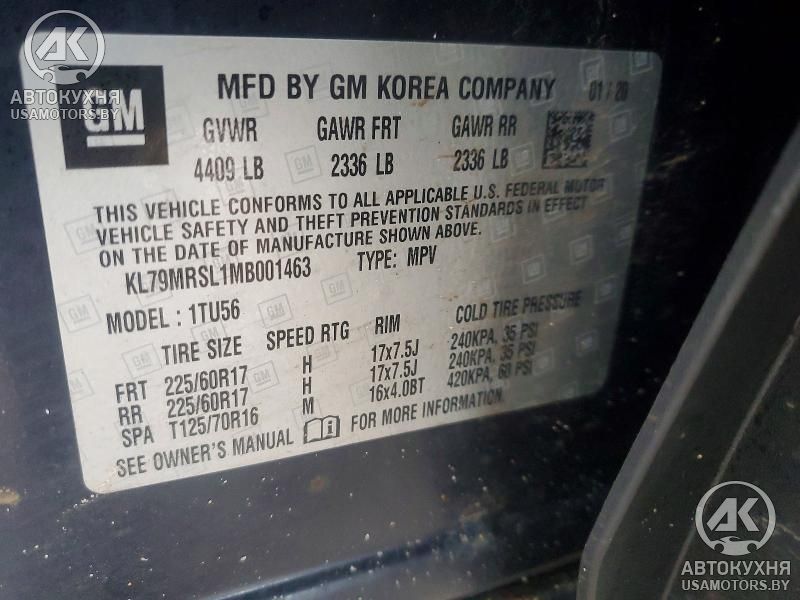 AK
АВТОКУХНЯ
USAMOTORS.BY
GM
MFD BY GM KOREA COMPANY 01/20
GVWR GAWR FRT GAWR RR
4409 LB 2336 LB 2336 LB
THIS VEHICLE CONFORMS TO ALL APPLICABLE U.S. FEDERAL MOTOR
VEHICLE SAFETY AND THEFT PREVENTION STANDARDS IN EFFECT
ON THE DATE OF MANUFACTURE SHOWN ABOVE.
KL79MRSL1MB001463 TYPE: MPV
MODEL : 1TU56
TIRE SIZE SPEED RTG RIM COLD TIRE PRESSURE
FRT 225/60R17 H 17x7.5J 240KPA, 35 PSI
RR 225/60R17 H 17x7.5J 240KPA, 35 PSI
SPA T125/70R16 M 16x4.0BT 420KPA, 60 PSI
SEE OWNER'S MANUAL FOR MORE INFORMATION
AK
АВТОКУХНЯ
USAMOTORS.BY